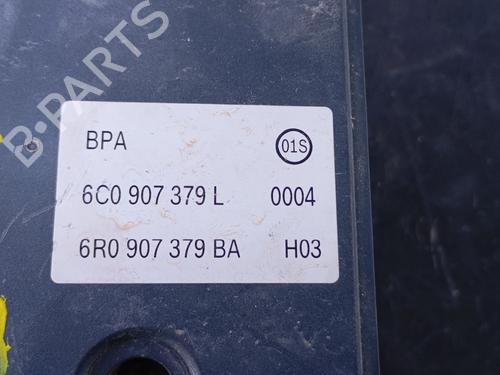 B-PARTS
BPA 01S
6C0 907 379 L 0004
6R0 907 379 BA H03